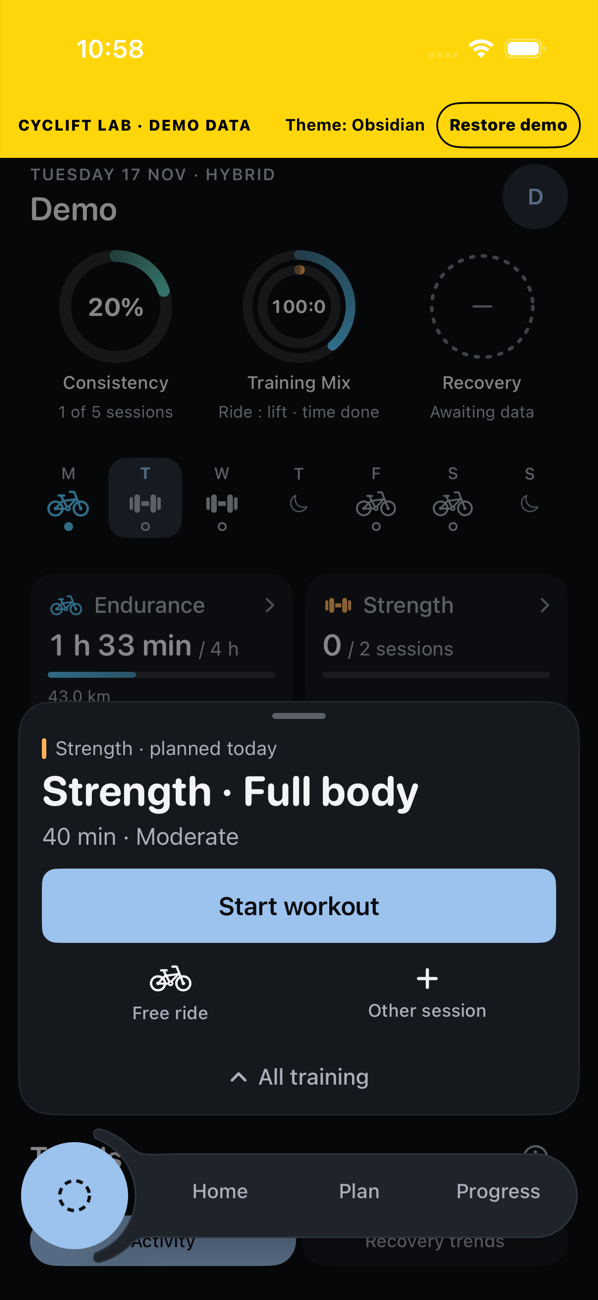 10:58
CYCLIFT LAB · DEMO DATA
Theme: Obsidian
Restore demo
TUESDAY 17 NOV · HYBRID
Demo
D
20%
100:0
—
Consistency
Training Mix
Recovery
1 of 5 sessions
Ride : lift · time done
Awaiting data
M T W T F S S
Endurance
Strength
1 h 33 min / 4 h
0 / 2 sessions
43.0 km
Strength · planned today
Strength · Full body
40 min · Moderate
Start workout
Free ride
Other session
All training
Home
Plan
Progress
Activity
Recovery trends